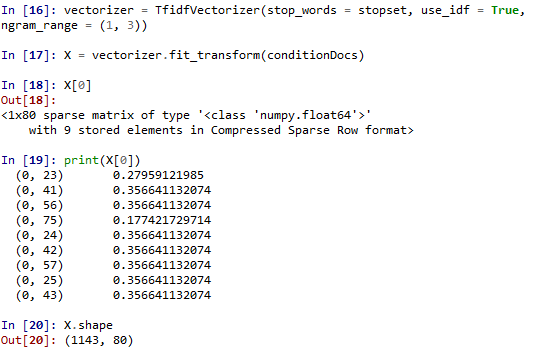 In [16]: vectorizer = TfidfVectorizer(stop_words = stopset, use_idf = True,
ngram_range = (1, 3))
In [17]: X = vectorizer.fit_transform(conditionDocs)
In [18]: X[0]
Out[18]:
<1x80 sparse matrix of type '<class 'numpy.float64'>'
with 9 stored elements in Compressed Sparse Row format>
In [19]: print(X[0])
(0, 23) 0.27959121985
(0, 41) 0.356641132074
(0, 56) 0.356641132074
(0, 75) 0.177421729714
(0, 24) 0.356641132074
(0, 42) 0.356641132074
(0, 57) 0.356641132074
(0, 25) 0.356641132074
(0, 43) 0.356641132074
In [20]: X.shape
Out[20]: (1143, 80)